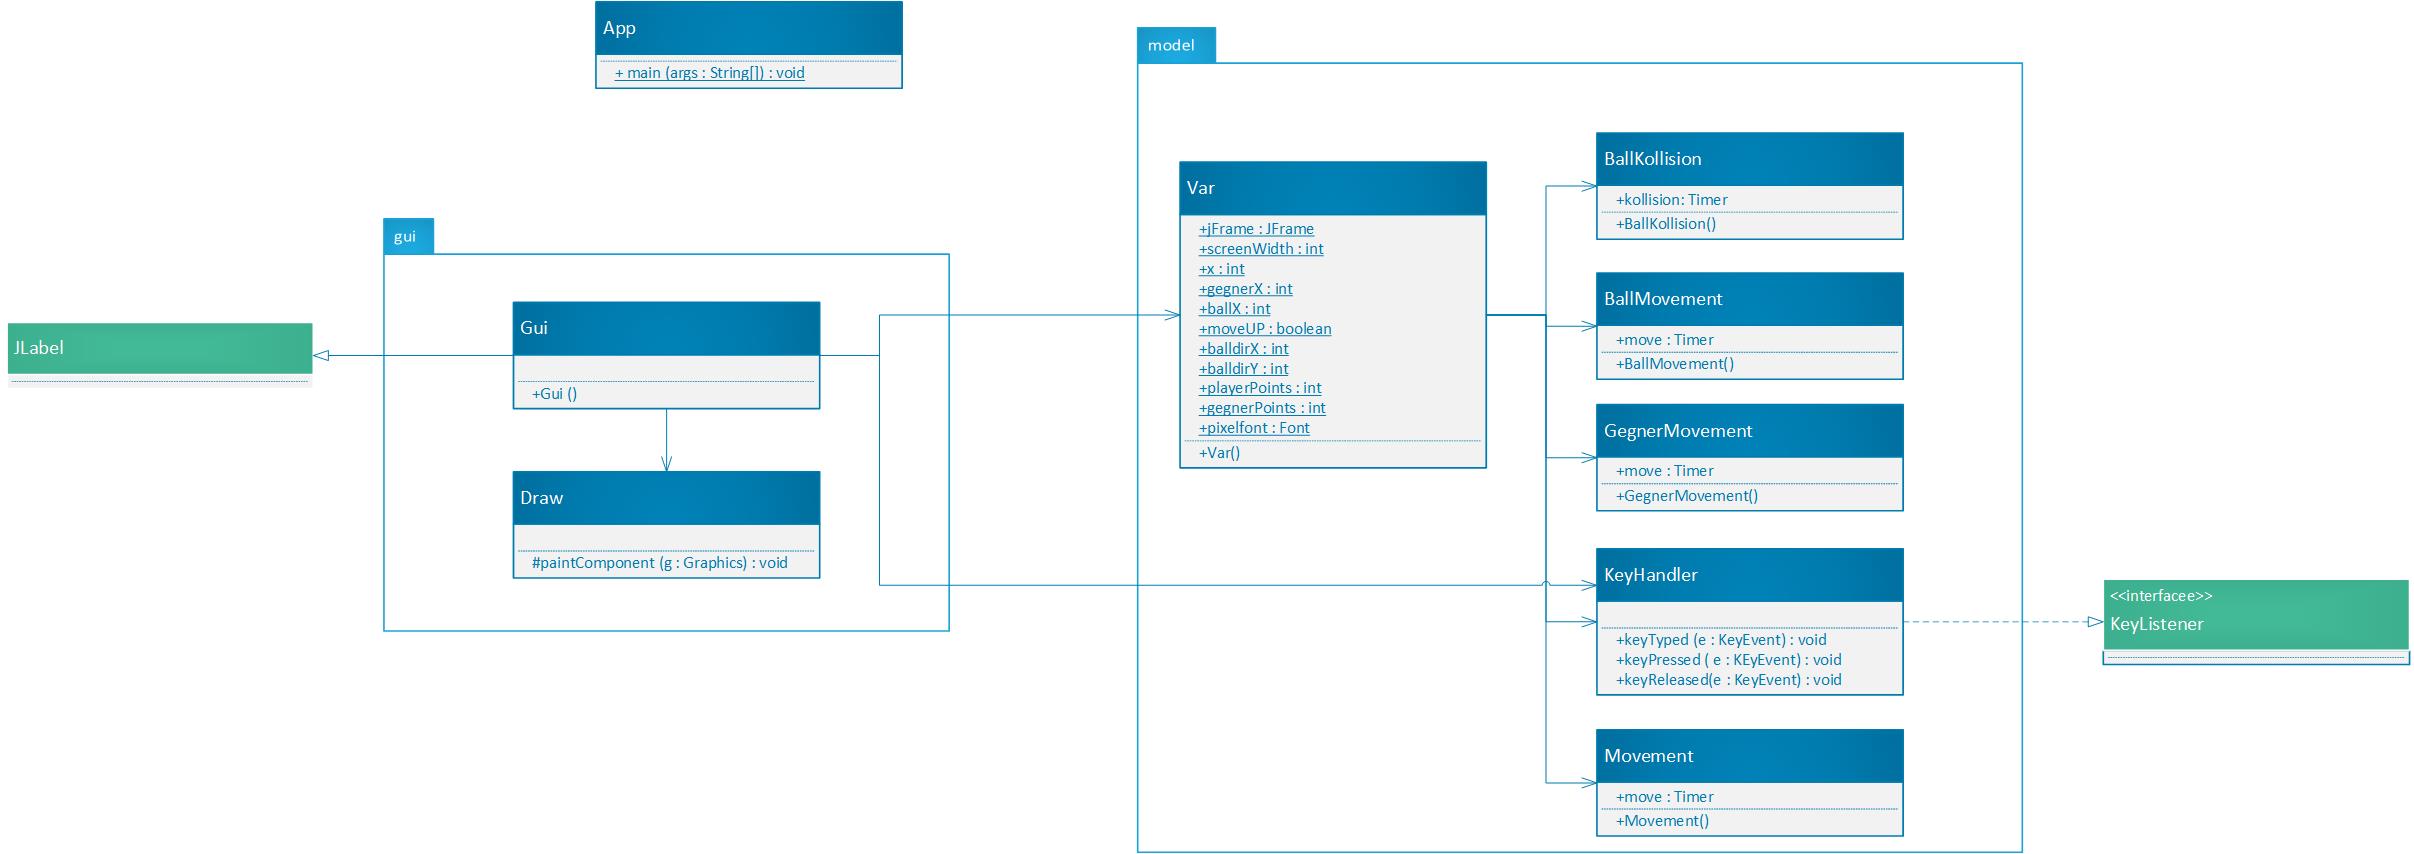 App
+ main (args : String[]) : void
model
gui
JLabel
Gui
+Gui ()
Draw
#paintComponent (g : Graphics) : void
Var
+jFrame : JFrame
+screenWidth : int
+x : int
+gegnerX : int
+ballX : int
+moveUP : boolean
+balldirX : int
+balldirY : int
+playerPoints : int
+gegnerPoints : int
+pixelfont : Font
+Var()
BallKollision
+kollision: Timer
+BallKollision()
BallMovement
+move : Timer
+BallMovement()
GegnerMovement
+move : Timer
+GegnerMovement()
KeyHandler
+keyTyped (e : KeyEvent) : void
+keyPressed ( e : KEyEvent) : void
+keyReleased(e : KeyEvent) : void
Movement
+move : Timer
+Movement()
<<interfacee>>
KeyListener